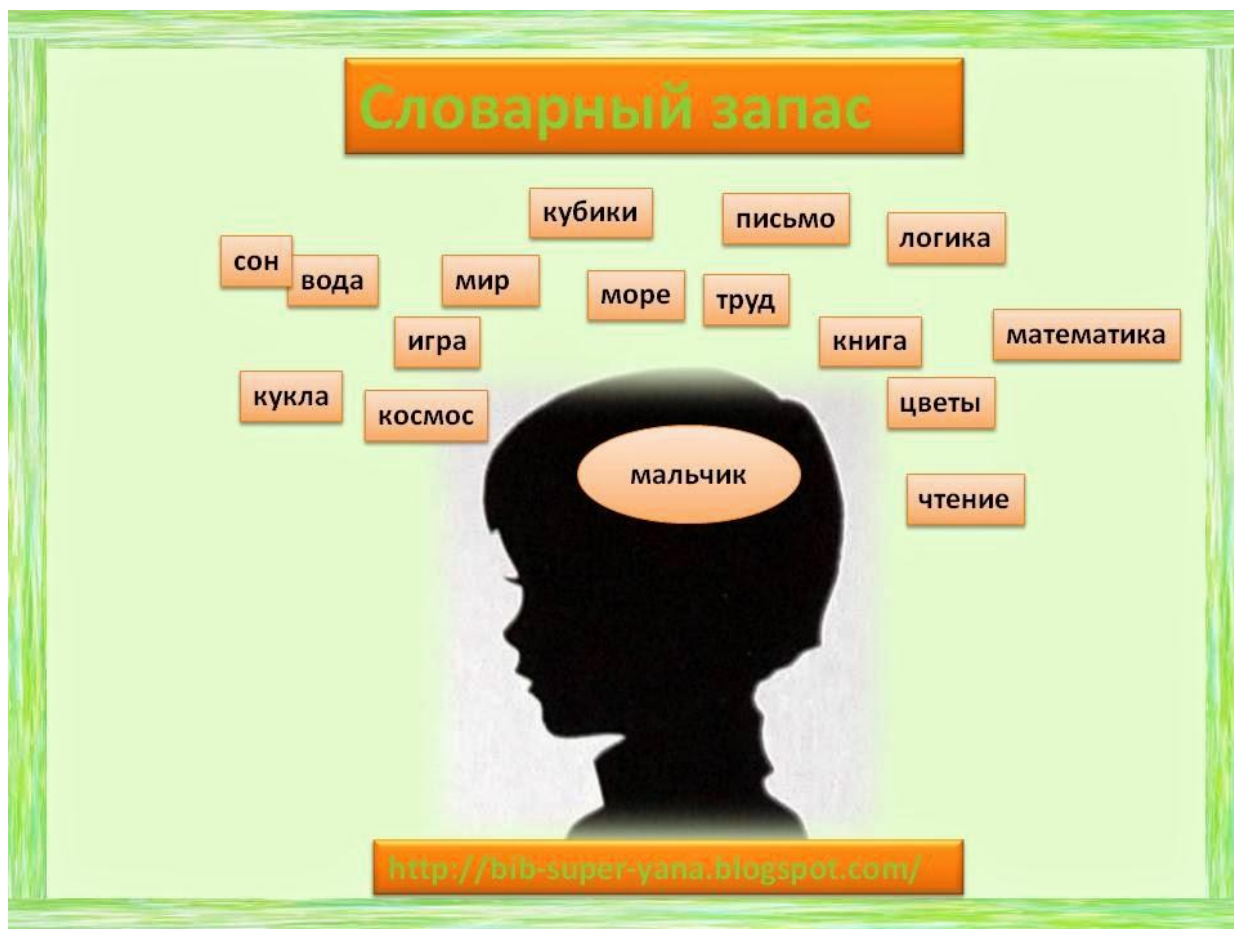 Словарный запас
кубики
письмо
логика
сон
вода
мир
море
труд
игра
книга
математика
кукла
космос
цветы
мальчик
чтение
http://bib-super-yana.blogspot.com/